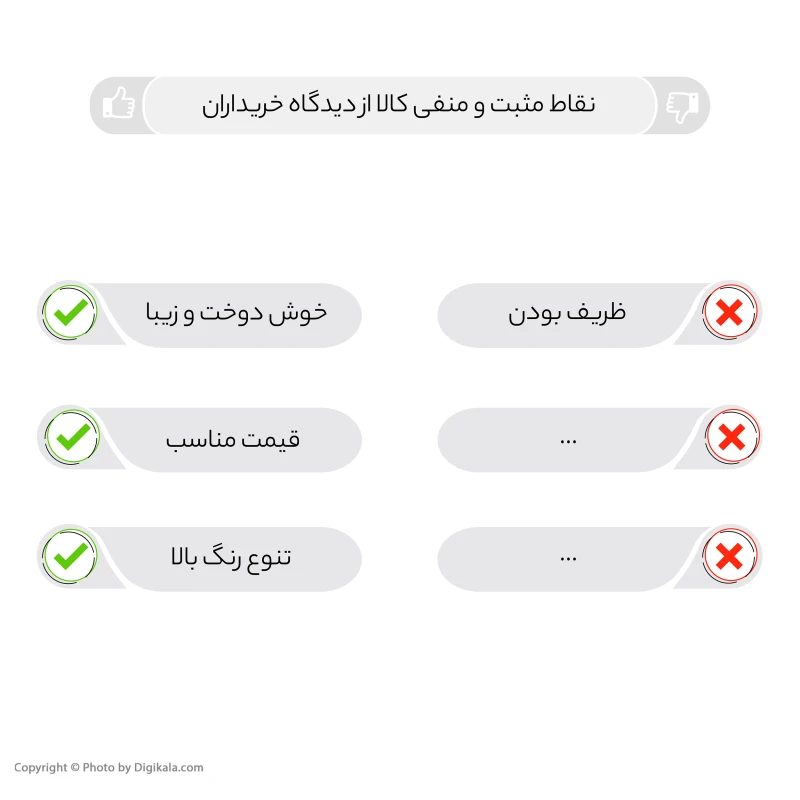 نقاط مثبت و منفی کالا از دیدگاه خریداران
ظریف بودن
خوش دوخت و زیبا
...
قیمت مناسب
...
تنوع رنگ بالا
Copyright © Photo by Digikala.com